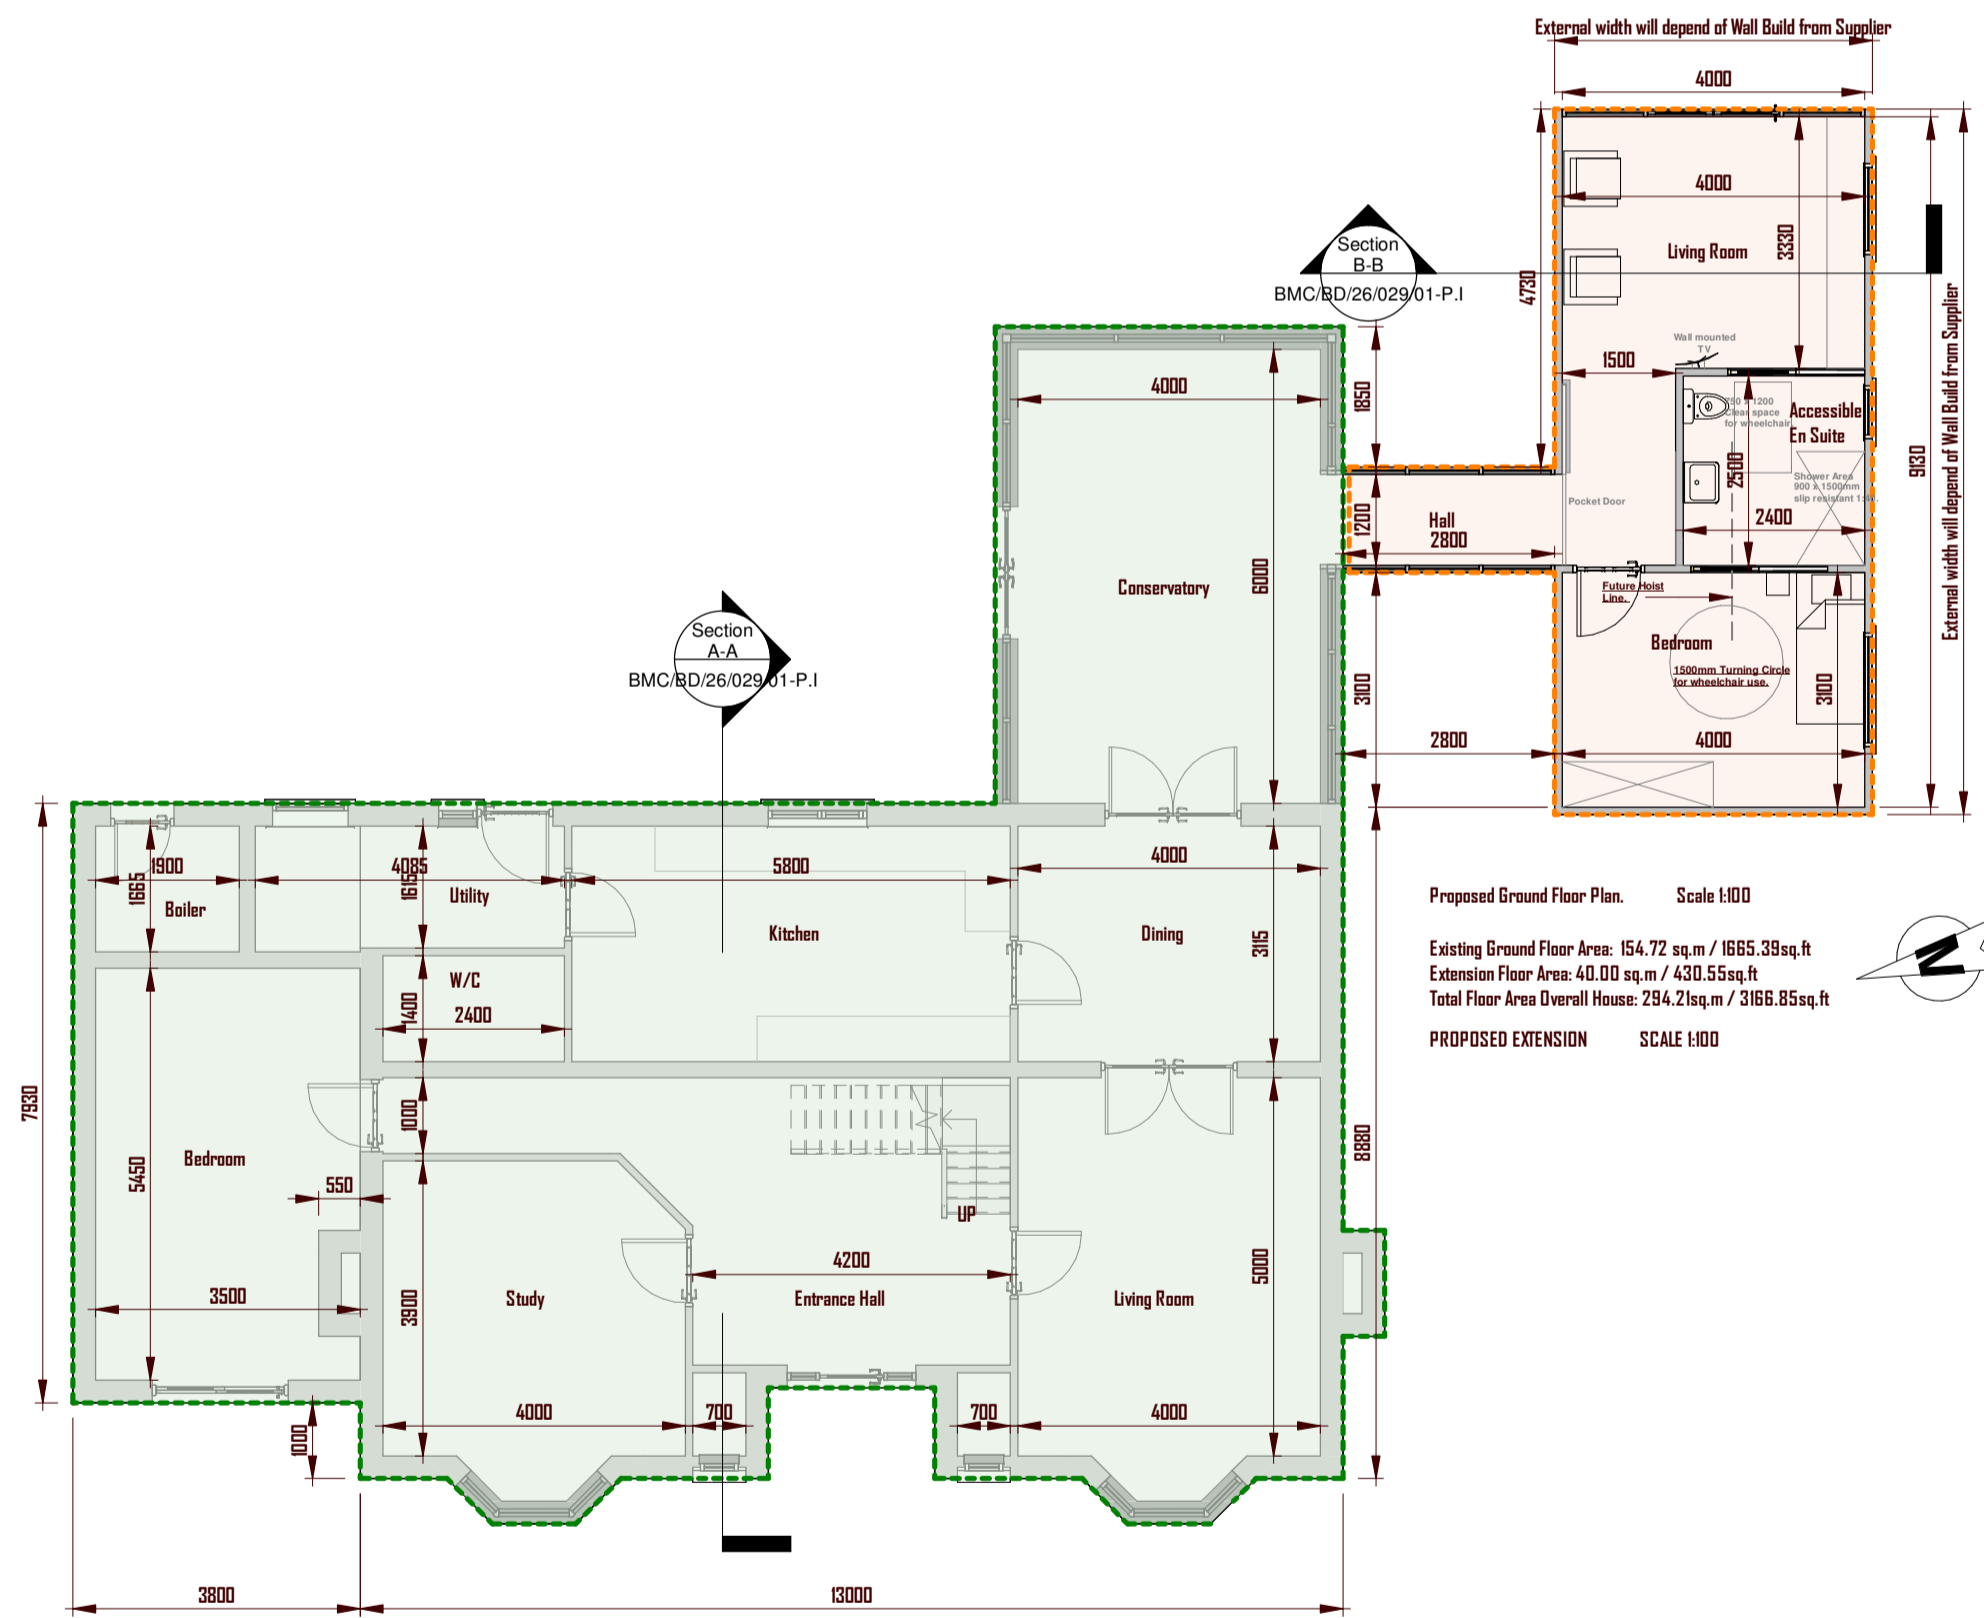 External width will depend of Wall Build from Supplier
4000
4000
Living Room
3330
4730
Section
B-B
BMC/BD/26/029/01-P.I
External width will depend of Wall Build from Supplier
9130
Wall mounted
TV
1500
4000
1850
750 x 1200
Clear space
for wheelchair
Accessible
En Suite
2500
Shower Area
900 x 1500mm
slip resistant 1:40.
Pocket Door
2400
Hall
2800
1200
Conservatory
6000
Future Hoist
Line.
Bedroom
1500mm Turning Circle
for wheelchair use.
3100
3100
2800
4000
Section
A-A
BMC/BD/26/029/01-P.I
1900
1665
Boiler
4085
1615
Utility
5800
Kitchen
4000
Dining
3115
Proposed Ground Floor Plan. Scale 1:100
Existing Ground Floor Area: 154.72 sq.m / 1665.39sq.ft
Extension Floor Area: 40.00 sq.m / 430.55sq.ft
Total Floor Area Overall House: 294.21sq.m / 3166.85sq.ft
PROPOSED EXTENSION SCALE 1:100
N
W/C
1400
2400
7930
1000
Bedroom
5450
550
UP
8880
3500
3900
Study
4200
Entrance Hall
Living Room
5000
1000
4000
700
700
4000
3800
13000